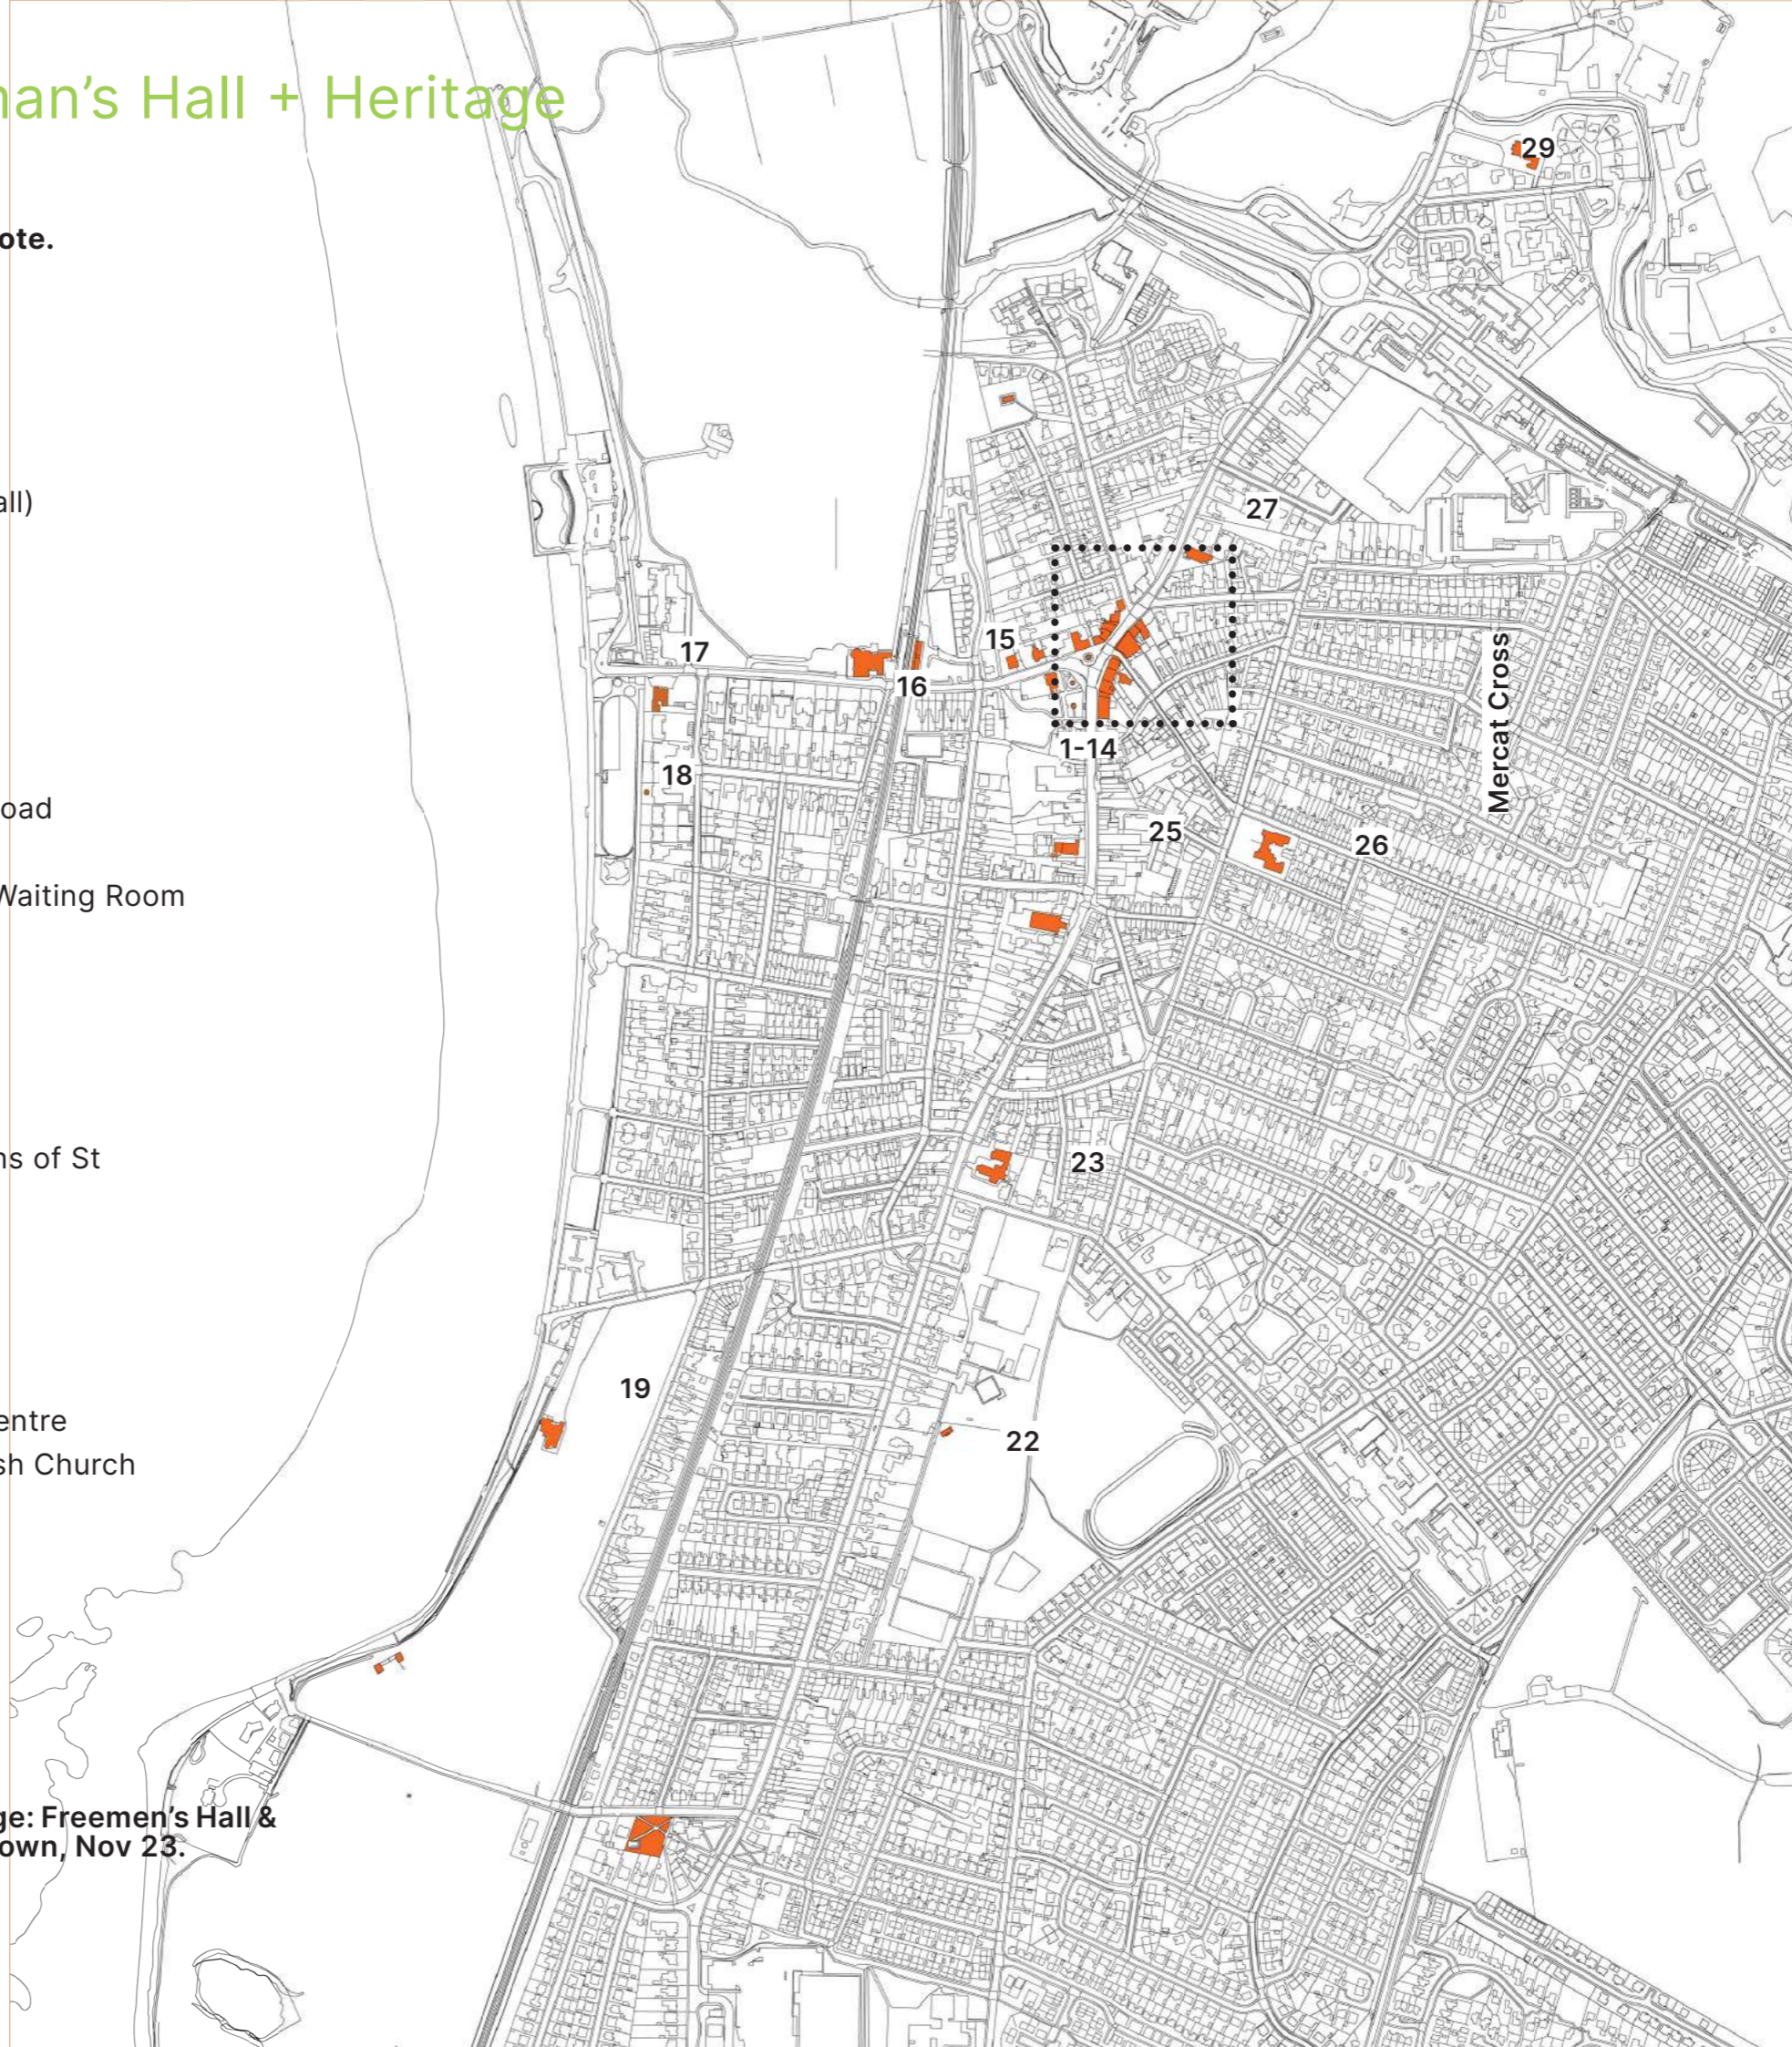 nan's Hall + Heritage
ote.
all)
oad
Waiting Room
ns of St
entre
sh Church
ge: Freemen's Hall &
own, Nov 23.
29
27
15
17
16
1-14
18
25
26
Mercat Cross
23
19
22